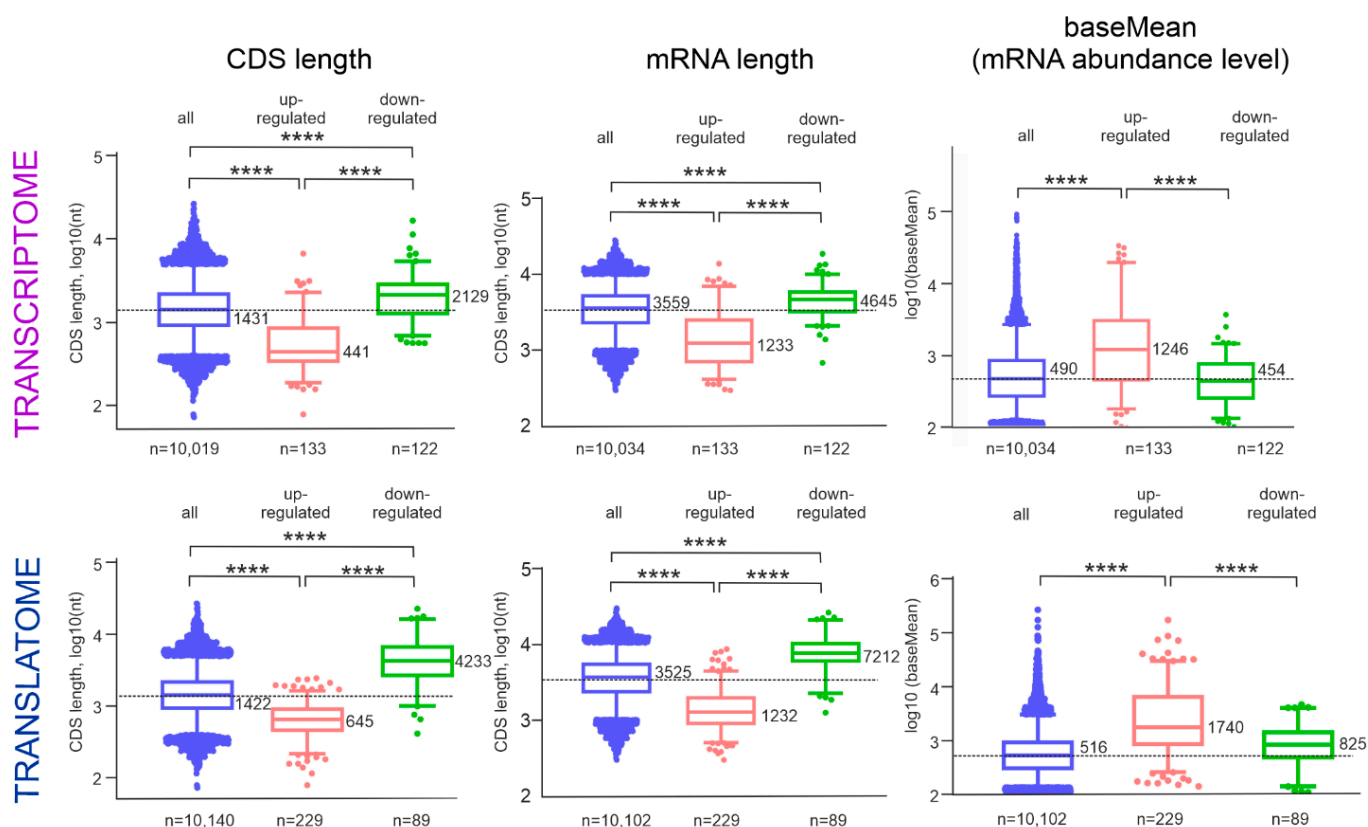 CDS length
mRNA length
baseMean
(mRNA abundance level)
TRANSCRIPTOME
all
up-
regulated
down-
regulated
****
****
****
CDS length, log10(nt)
5
4
3
2
1431
441
2129
n=10,019
n=133
n=122
all
up-
regulated
down-
regulated
****
****
****
CDS length, log10(nt)
5
4
3
2
3559
1233
4645
n=10,034
n=133
n=122
all
up-
regulated
down-
regulated
****
****
log10(baseMean)
5
4
3
2
490
1246
454
n=10,034
n=133
n=122
TRANSLATOME
all
up-
regulated
down-
regulated
****
****
****
CDS length, log10(nt)
5
4
3
2
1422
645
4233
n=10,140
n=229
n=89
all
up-
regulated
down-
regulated
****
****
****
CDS length, log10(nt)
5
4
3
2
3525
1232
7212
n=10,102
n=229
n=89
all
up-
regulated
down-
regulated
****
****
log10 (baseMean)
6
5
4
3
2
516
1740
825
n=10,102
n=229
n=89